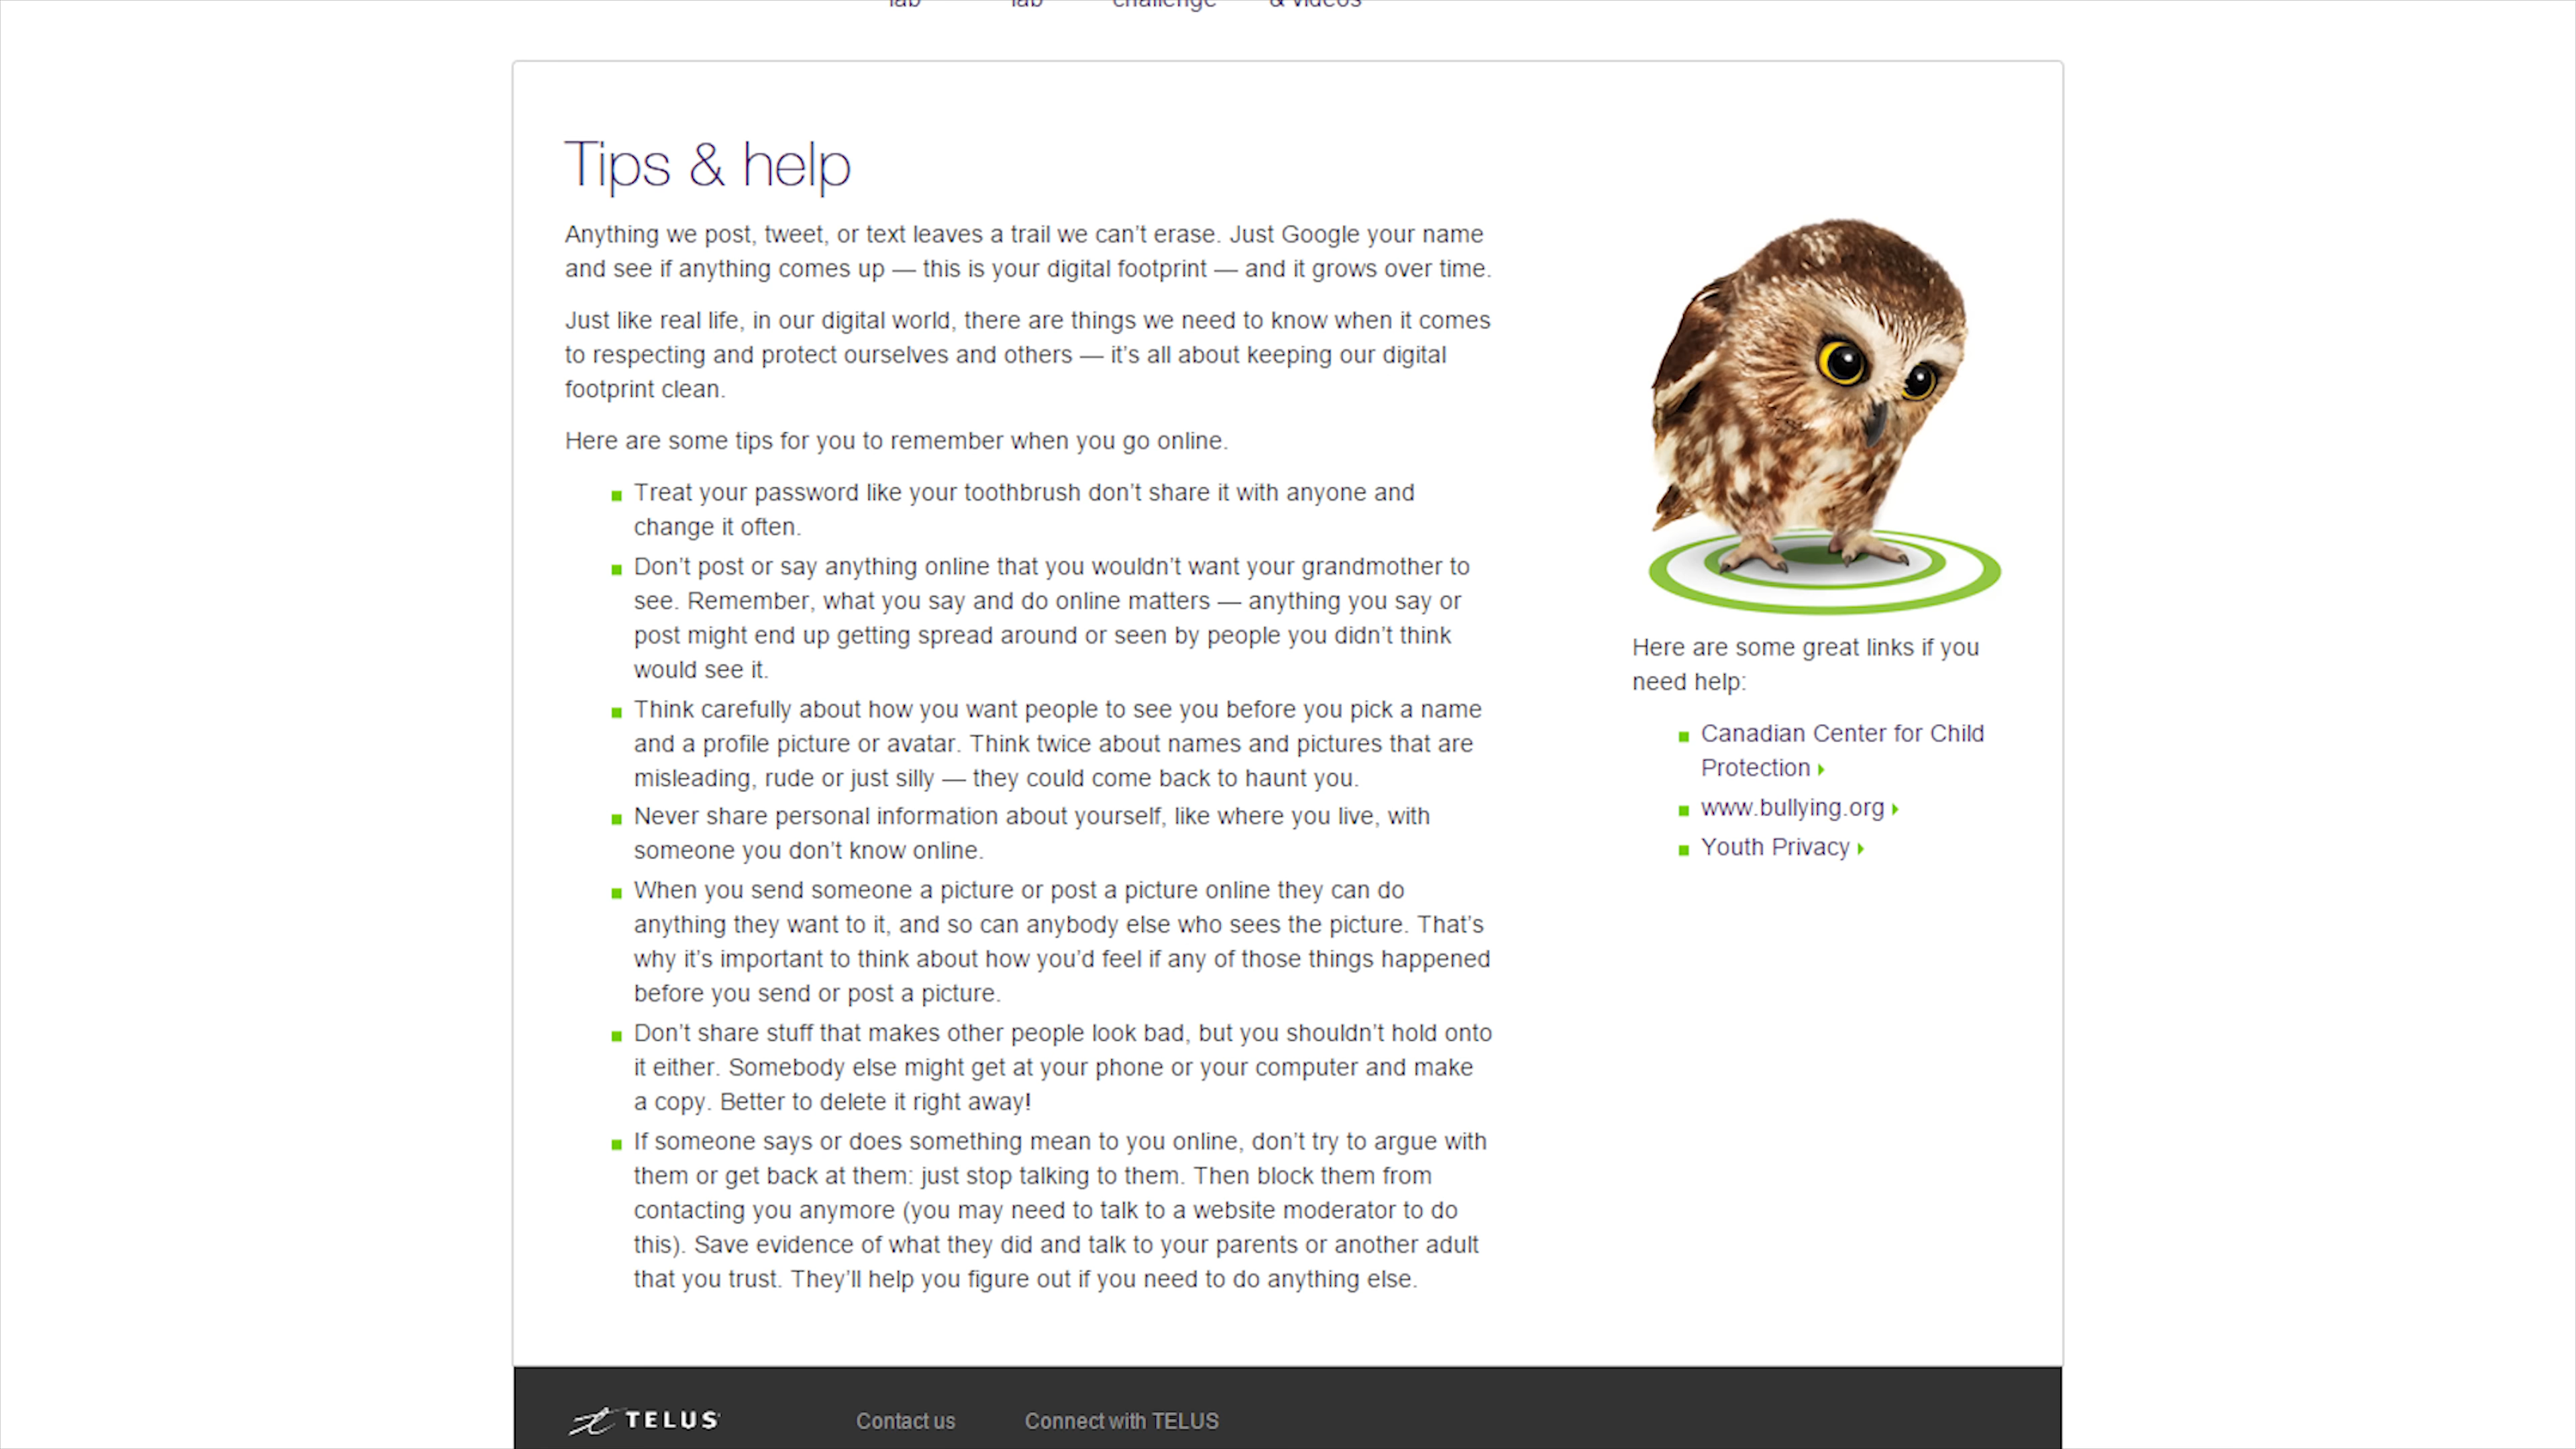 lab lab challenge & videos
Tips & help
Anything we post, tweet, or text leaves a trail we can't erase. Just Google your name
and see if anything comes up — this is your digital footprint — and it grows over time.
Just like real life, in our digital world, there are things we need to know when it comes
to respecting and protect ourselves and others — it's all about keeping our digital
footprint clean.
Here are some tips for you to remember when you go online.
Treat your password like your toothbrush don't share it with anyone and
change it often.
Don't post or say anything online that you wouldn't want your grandmother to
see. Remember, what you say and do online matters — anything you say or
post might end up getting spread around or seen by people you didn't think
would see it.
Think carefully about how you want people to see you before you pick a name
and a profile picture or avatar. Think twice about names and pictures that are
misleading, rude or just silly — they could come back to haunt you.
Never share personal information about yourself, like where you live, with
someone you don't know online.
When you send someone a picture or post a picture online they can do
anything they want to it, and so can anybody else who sees the picture. That's
why it's important to think about how you'd feel if any of those things happened
before you send or post a picture.
Don't share stuff that makes other people look bad, but you shouldn't hold onto
it either. Somebody else might get at your phone or your computer and make
a copy. Better to delete it right away!
If someone says or does something mean to you online, don't try to argue with
them or get back at them: just stop talking to them. Then block them from
contacting you anymore (you may need to talk to a website moderator to do
this). Save evidence of what they did and talk to your parents or another adult
that you trust. They'll help you figure out if you need to do anything else.
Here are some great links if you
need help:
Canadian Center for Child
Protection
www.bullying.org
Youth Privacy
TELUS Contact us Connect with TELUS